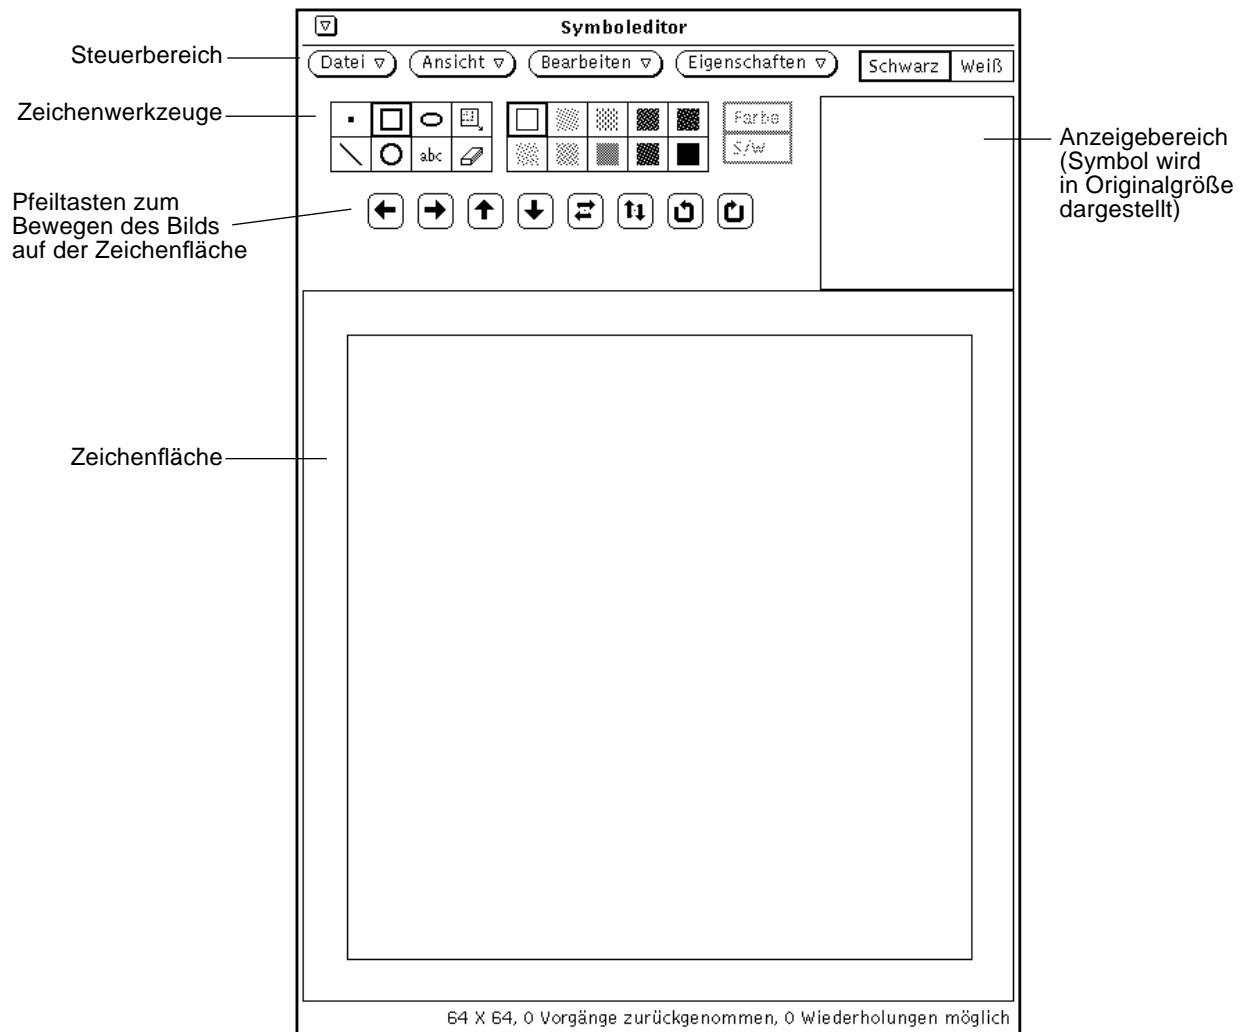 Symboleditor
Steuerbereich
Datei Ansicht Bearbeiten Eigenschaften Schwarz Weiß
Zeichenwerkzeuge
Farbe
abc S/W
Anzeigebereich
(Symbol wird
in Originalgröße
dargestellt)
Pfeiltasten zum
Bewegen des Bilds
auf der Zeichenfläche
Zeichenfläche
64 X 64, 0 Vorgänge zurückgenommen, 0 Wiederholungen möglich